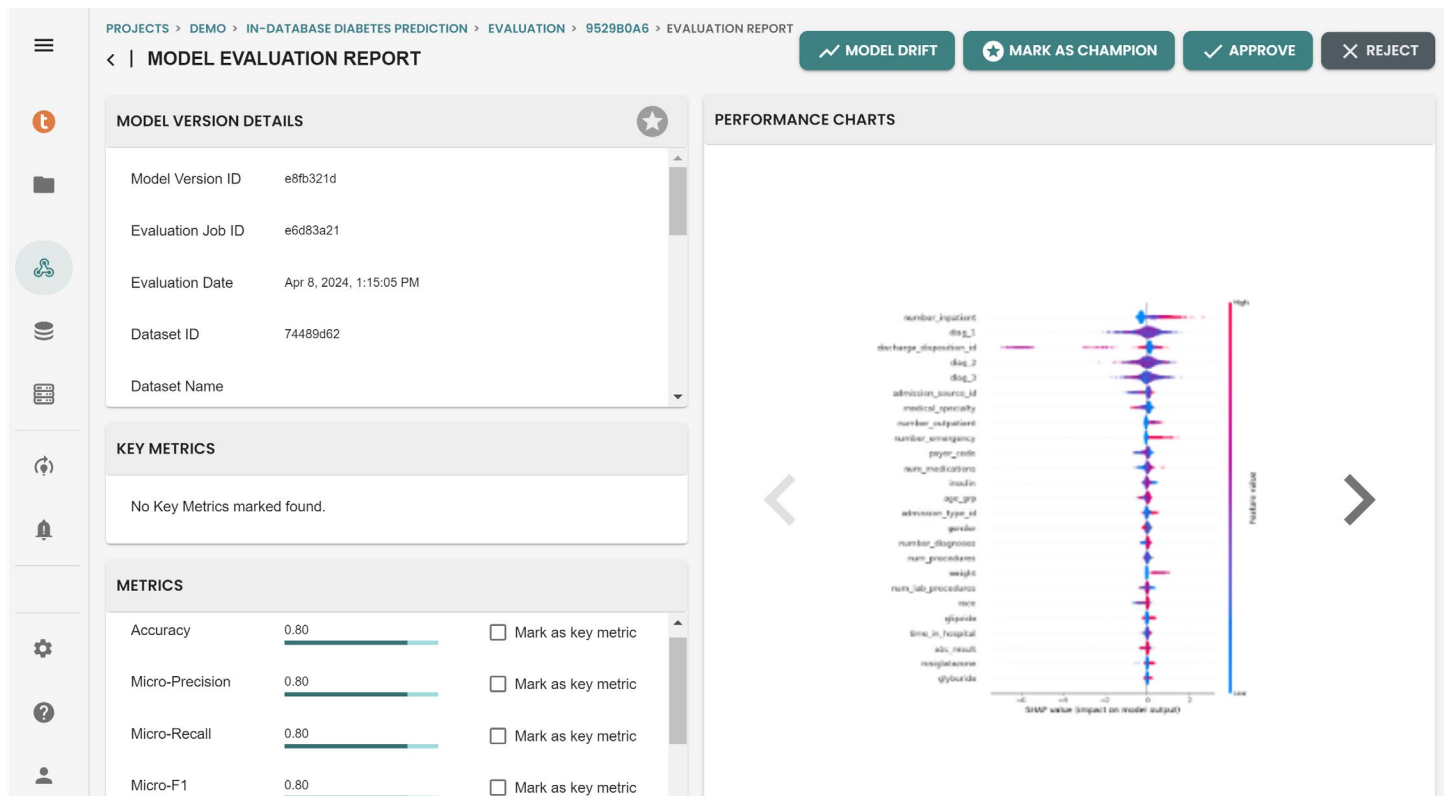 PROJECTS > DEMO > IN-DATABASE DIABETES PREDICTION > EVALUATION > 9529B0A6 > EVALUATION REPORT
< | MODEL EVALUATION REPORT
MODEL DRIFT
MARK AS CHAMPION
APPROVE
REJECT
MODEL VERSION DETAILS
Model Version ID e8fb321d
Evaluation Job ID e6d83a21
Evaluation Date Apr 8, 2024, 1:15:05 PM
Dataset ID 74489d62
Dataset Name
KEY METRICS
No Key Metrics marked found.
METRICS
Accuracy 0.80 Mark as key metric
Micro-Precision 0.80 Mark as key metric
Micro-Recall 0.80 Mark as key metric
Micro-F1 0.80 Mark as key metric
PERFORMANCE CHARTS
High
number_inpatient
diag_1
discharge_disposition_id
diag_2
diag_3
admission_source_id
medical_specialty
number_outpatient
number_emergency
payer_code
num_medications
insulin
age_grp
admission_type_id
gender
number_diagnoses
num_procedures
weight
num_lab_procedures
race
glipizide
time_in_hospital
a1c_result
rosiglitazone
glyburide
Low
-6 -4 -2 0 2
SHAP value (impact on model output)
Feature value